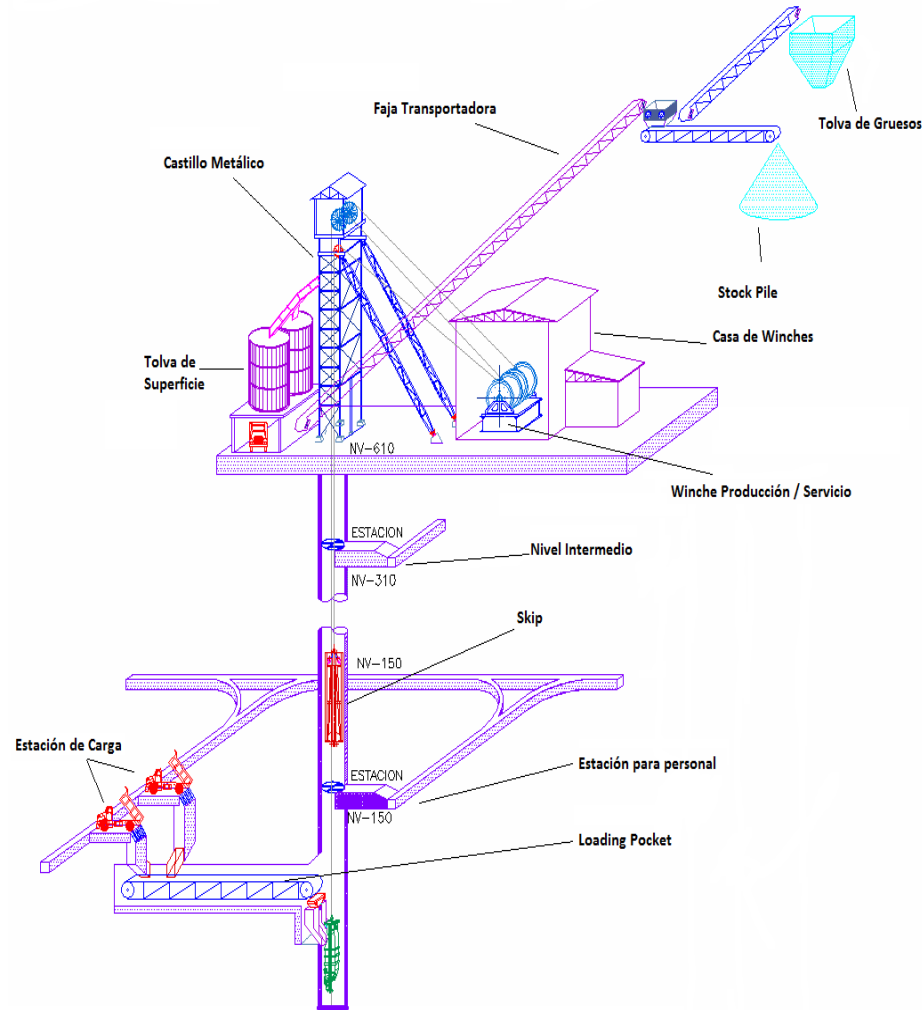 Faja Transportadora
Tolva de Gruesos
Castillo Metálico
Stock Pile
Casa de Winches
Tolva de
Superficie
NV-610
Winche Producción / Servicio
ESTACION
Nivel Intermedio
NV-310
Skip
NV-150
Estación de Carga
Estación para personal
ESTACION
NV-150
Loading Pocket